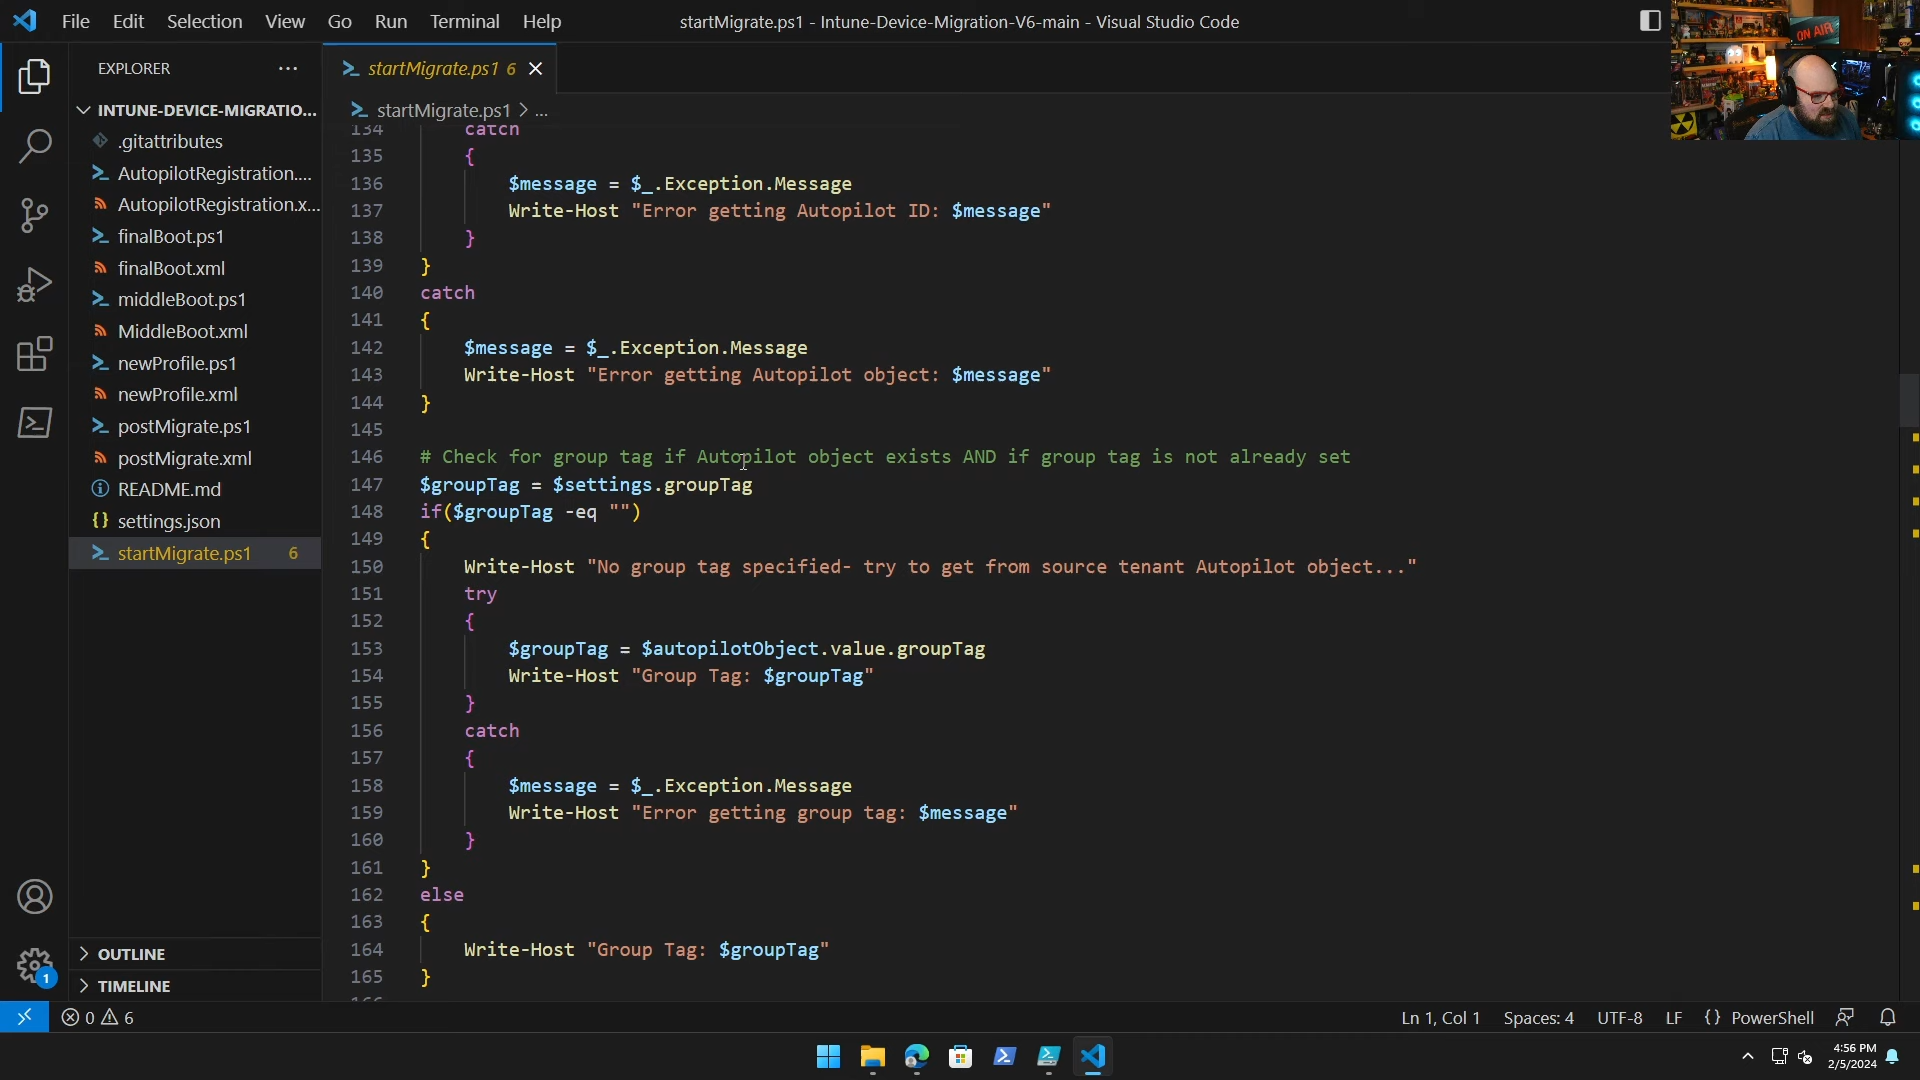 File Edit Selection View Go Run Terminal Help
startMigrate.ps1 - Intune-Device-Migration-V6-main - Visual Studio Code
ON AIR
EXPLORER ...
startMigrate.ps1 6
INTUNE-DEVICE-MIGRATIO...
startMigrate.ps1 > ...
.gitattributes
AutopilotRegistration....
AutopilotRegistration.x...
finalBoot.ps1
finalBoot.xml
middleBoot.ps1
MiddleBoot.xml
newProfile.ps1
newProfile.xml
postMigrate.ps1
postMigrate.xml
README.md
{} settings.json
startMigrate.ps1 6
OUTLINE
TIMELINE
134 catch
135 {
136 $message = $_.Exception.Message
137 Write-Host "Error getting Autopilot ID: $message"
138 }
139 }
140 catch
141 {
142 $message = $_.Exception.Message
143 Write-Host "Error getting Autopilot object: $message"
144 }
145
146 # Check for group tag if Autopilot object exists AND if group tag is not already set
147 $groupTag = $settings.groupTag
148 if($groupTag -eq "")
149 {
150 Write-Host "No group tag specified- try to get from source tenant Autopilot object..."
151 try
152 {
153 $groupTag = $autopilotObject.value.groupTag
154 Write-Host "Group Tag: $groupTag"
155 }
156 catch
157 {
158 $message = $_.Exception.Message
159 Write-Host "Error getting group tag: $message"
160 }
161 }
162 else
163 {
164 Write-Host "Group Tag: $groupTag"
165 }
1
0 6
Ln 1, Col 1 Spaces: 4 UTF-8 LF {} PowerShell
4:56 PM
2/5/2024